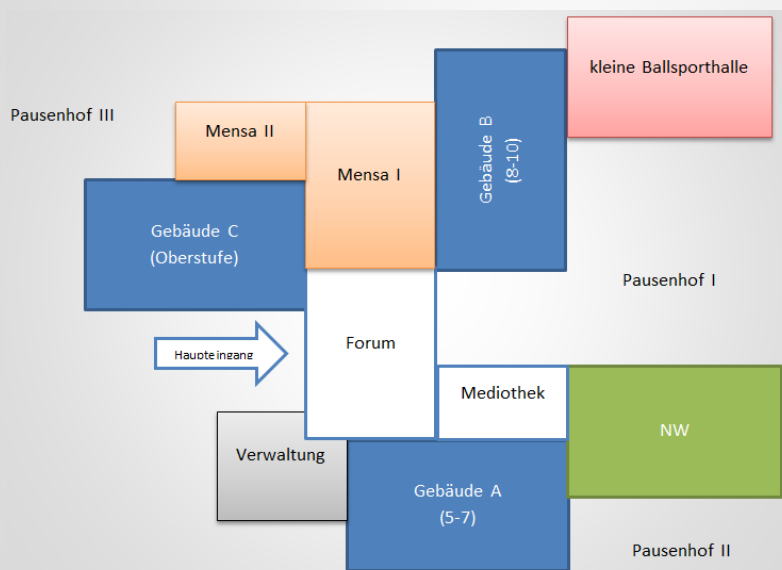 kleine Ballsporthalle
Pausenhof III
Mensa II
Gebäude B
(8-10)
Mensa I
Gebäude C
(Oberstufe)
Pausenhof I
Forum
Haupteingang
Mediothek
NW
Verwaltung
Gebäude A
(5-7)
Pausenhof II